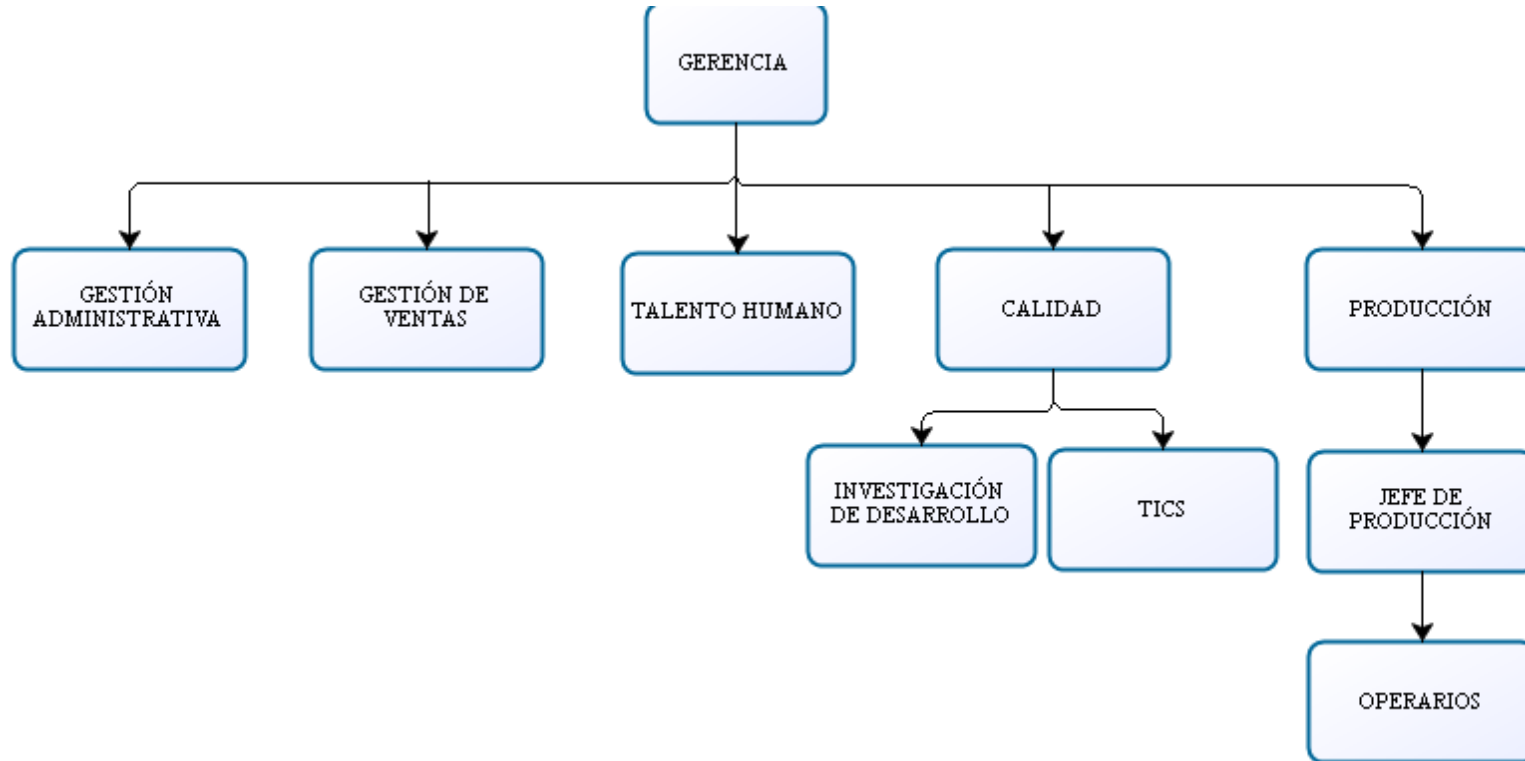 GERENCIA
GESTIÓN
ADMINISTRATIVA
GESTIÓN DE
VENTAS
TALENTO HUMANO
CALIDAD
PRODUCCIÓN
INVESTIGACIÓN
DE DESARROLLO
TICS
JEFE DE
PRODUCCIÓN
OPERARIOS